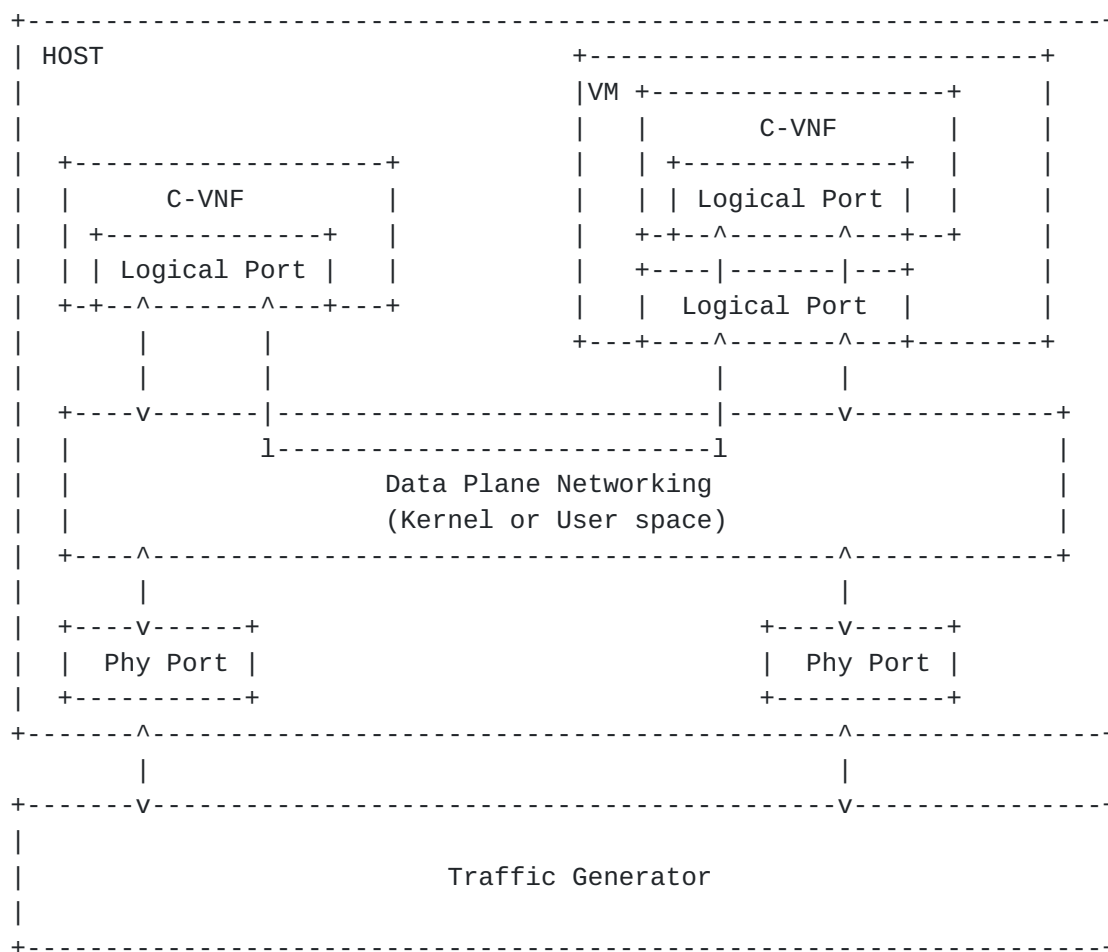 HOST
VM
C-VNF
C-VNF
Logical Port
Logical Port
Logical Port
Data Plane Networking
(Kernel or User space)
Phy Port Phy Port
Traffic Generator